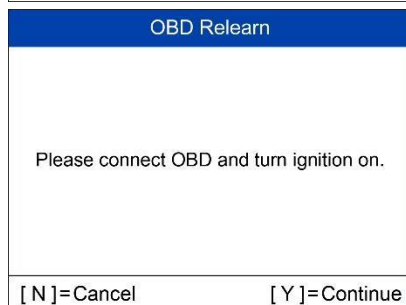 OBD Relearn
Please connect OBD and turn ignition on.
[ N ]=Cancel [ Y ]=Continue